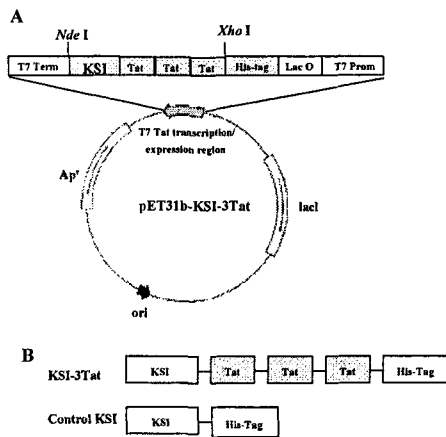 A
Nde I
Xho I
T7 Term KSI Tat Tat Tat His-tag Lac O T7 Prom
T7 Tat transcription/
expression region
Apr
pET31b-KSI-3Tat
lacI
ori
B
KSI-3Tat KSI Tat Tat Tat His-Tag
Control KSI KSI His-Tag